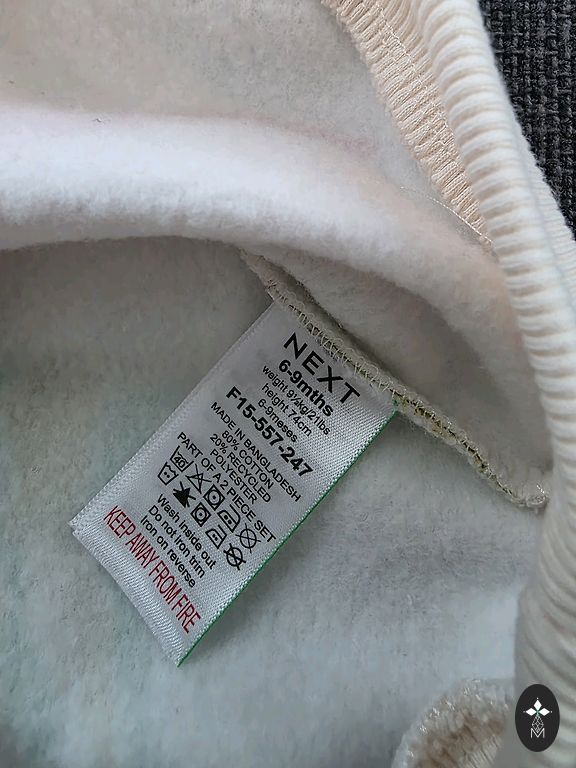 NEXT
6-9mths
weight 9½kg/21lbs
height 74cm
6-9meses
F15-557-247
MADE IN BANGLADESH
80% COTTON
20% RECYCLED
POLYESTER
PART OF A 2 PIECE SET
Wash inside out
Do not iron trim
Iron on reverse
KEEP AWAY FROM FIRE
M